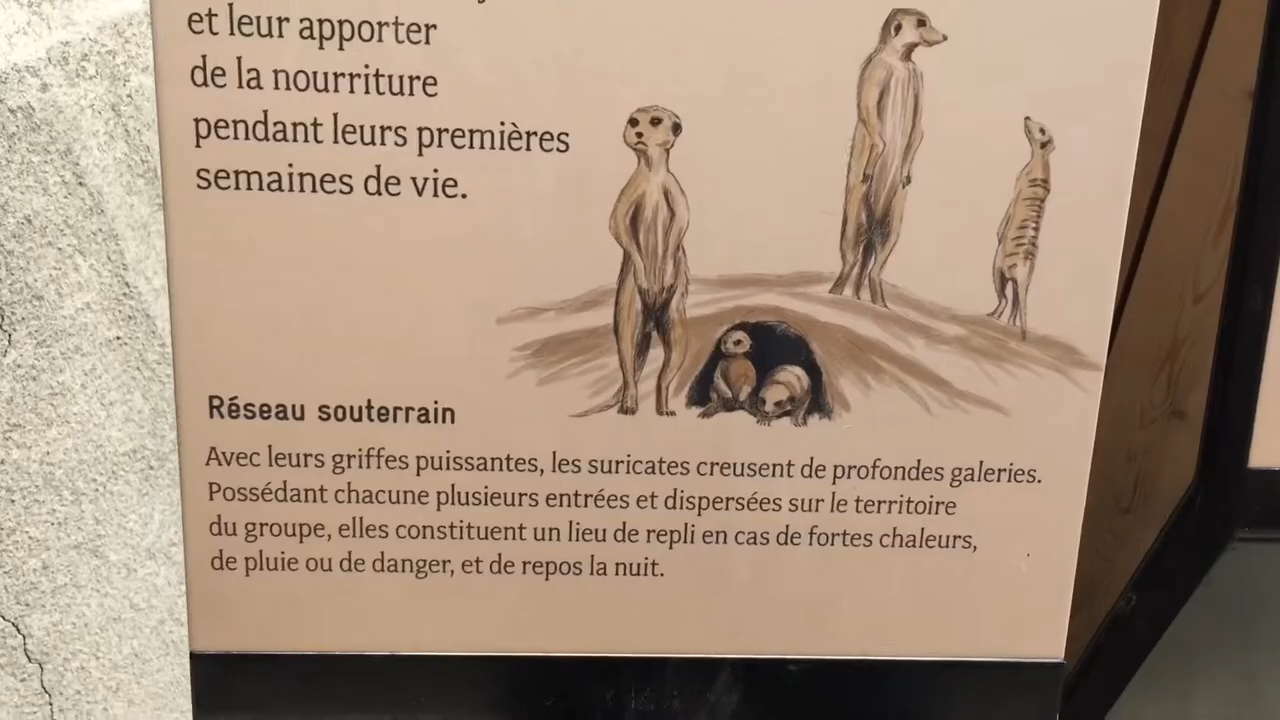 et leur apporter
de la nourriture
pendant leurs premières
semaines de vie.
Réseau souterrain
Avec leurs griffes puissantes, les suricates creusent de profondes galeries.
Possédant chacune plusieurs entrées et dispersées sur le territoire
du groupe, elles constituent un lieu de repli en cas de fortes chaleurs,
de pluie ou de danger, et de repos la nuit.